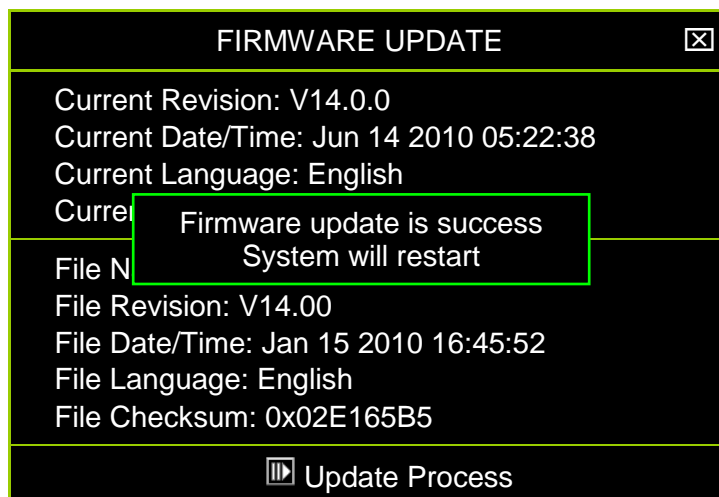 FIRMWARE UPDATE
Current Revision: V14.0.0
Current Date/Time: Jun 14 2010 05:22:38
Current Language: English
Firmware update is success
System will restart
File Revision: V14.00
File Date/Time: Jan 15 2010 16:45:52
File Language: English
File Checksum: 0x02E165B5
Update Process